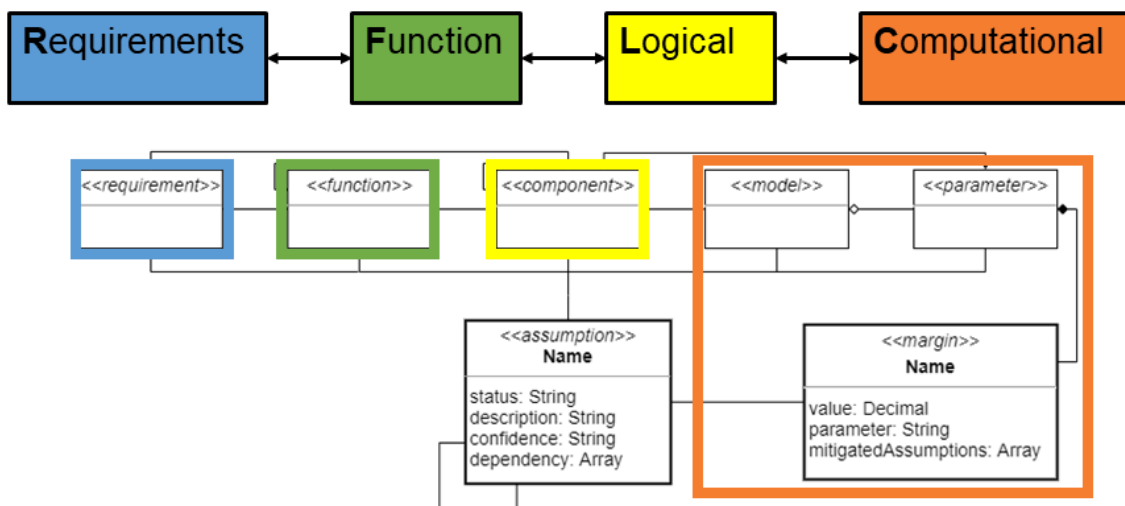 Requirements
Function
Logical
Computational
<<requirement>>
<<function>>
<<component>>
<<model>>
<<parameter>>
<<assumption>>
Name
status: String
description: String
confidence: String
dependency: Array
<<margin>>
Name
value: Decimal
parameter: String
mitigatedAssumptions: Array